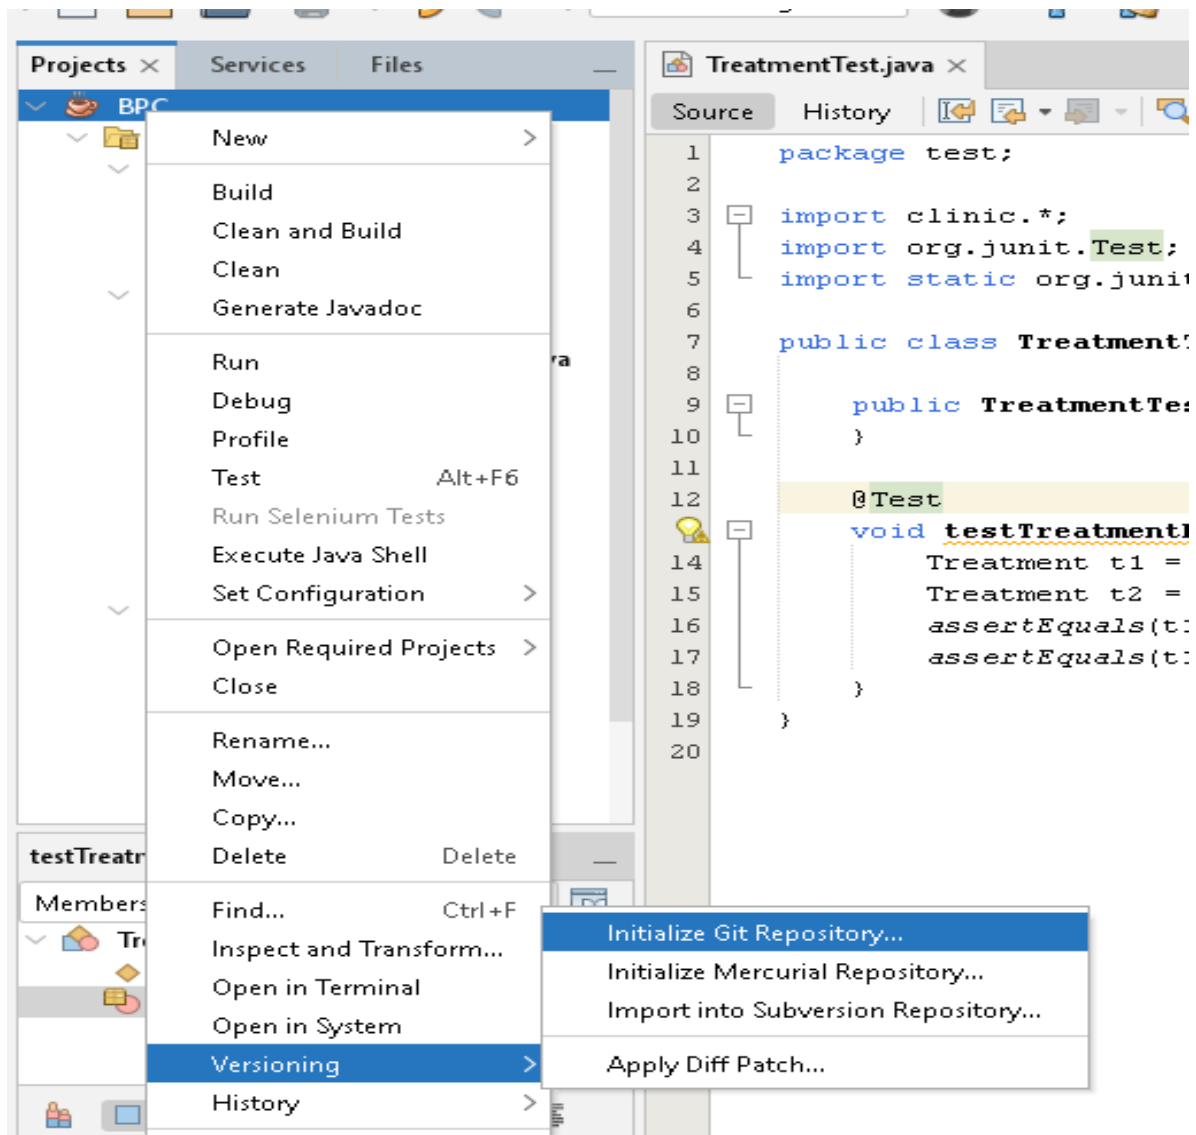 Projects Services Files
BPC
New
Build
Clean and Build
Clean
Generate Javadoc
Run
Debug
Profile
Test Alt+F6
Run Selenium Tests
Execute Java Shell
Set Configuration
Open Required Projects
Close
Rename...
Move...
Copy...
Delete Delete
Find... Ctrl+F
Inspect and Transform...
Open in Terminal
Open in System
Versioning
History
Initialize Git Repository...
Initialize Mercurial Repository...
Import into Subversion Repository...
Apply Diff Patch...
va
testTreatr
Members
Tr
TreatmentTest.java
Source History
1 package test;
2
3 import clinic.*;
4 import org.junit.Test;
5 import static org.junit
6
7 public class Treatment
8
9 public TreatmentTes
10 }
11
12 @Test
void testTreatment
14 Treatment t1 =
15 Treatment t2 =
16 assertEquals(t1
17 assertEquals(t1
18 }
19 }
20